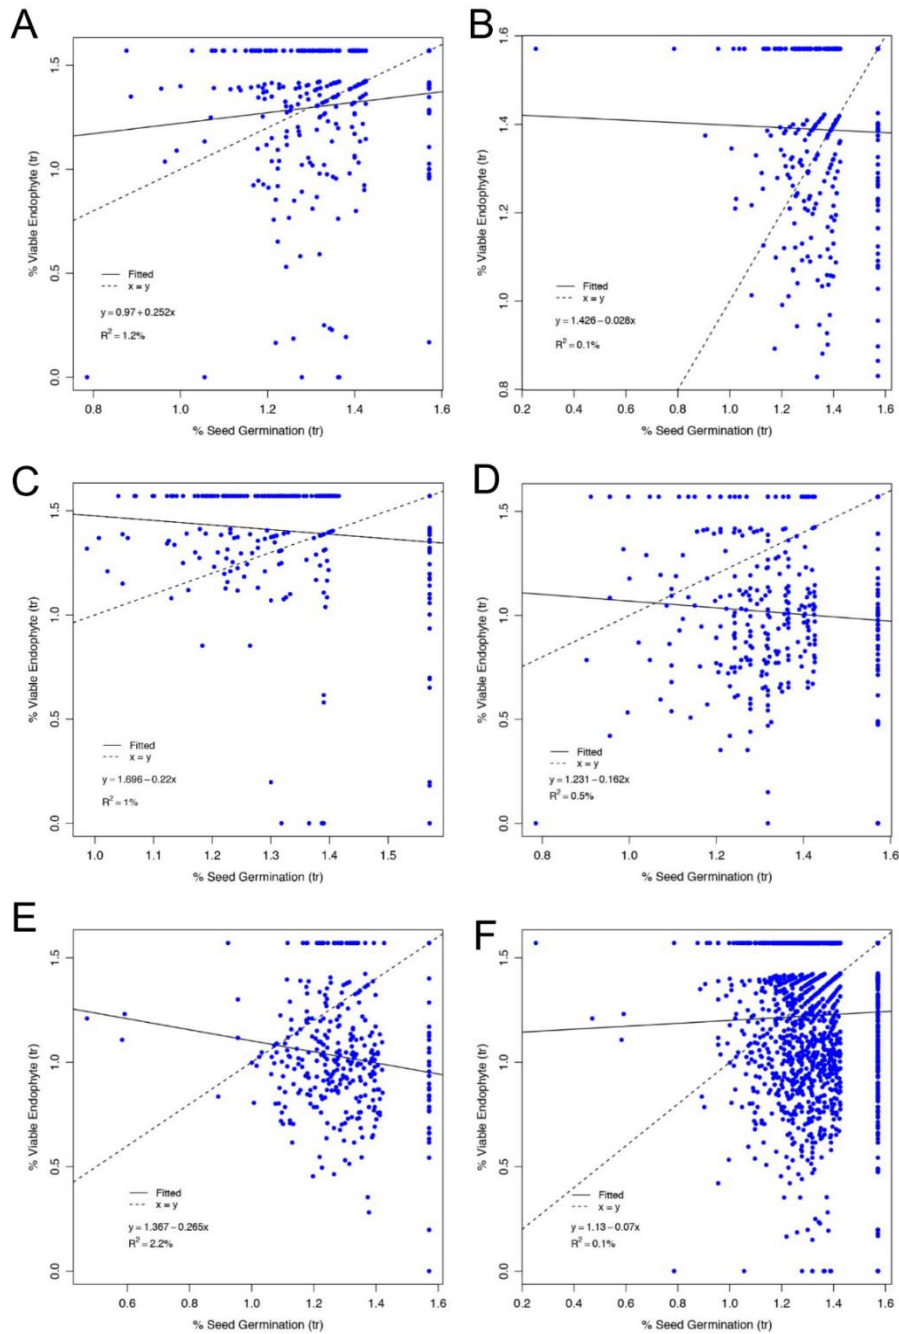 A
% Viable Endophyte (tr)
1.5
1.0
0.5
0.0
Fitted
x = y
y = 0.97 + 0.252x
R² = 1.2%
0.8 1.0 1.2 1.4 1.6
% Seed Germination (tr)
B
% Viable Endophyte (tr)
1.6
1.4
1.2
1.0
0.8
Fitted
x = y
y = 1.426 − 0.028x
R² = 0.1%
0.2 0.4 0.6 0.8 1.0 1.2 1.4 1.6
% Seed Germination (tr)
C
% Viable Endophyte (tr)
1.5
1.0
0.5
0.0
Fitted
x = y
y = 1.696 − 0.22x
R² = 1%
1.0 1.1 1.2 1.3 1.4 1.5
% Seed Germination (tr)
D
% Viable Endophyte (tr)
1.5
1.0
0.5
0.0
Fitted
x = y
y = 1.231 − 0.162x
R² = 0.5%
0.8 1.0 1.2 1.4 1.6
% Seed Germination (tr)
E
% Viable Endophyte (tr)
1.5
1.0
0.5
0.0
Fitted
x = y
y = 1.367 − 0.265x
R² = 2.2%
0.6 0.8 1.0 1.2 1.4 1.6
% Seed Germination (tr)
F
% Viable Endophyte (tr)
1.5
1.0
0.5
0.0
Fitted
x = y
y = 1.13 − 0.07x
R² = 0.1%
0.2 0.4 0.6 0.8 1.0 1.2 1.4 1.6
% Seed Germination (tr)